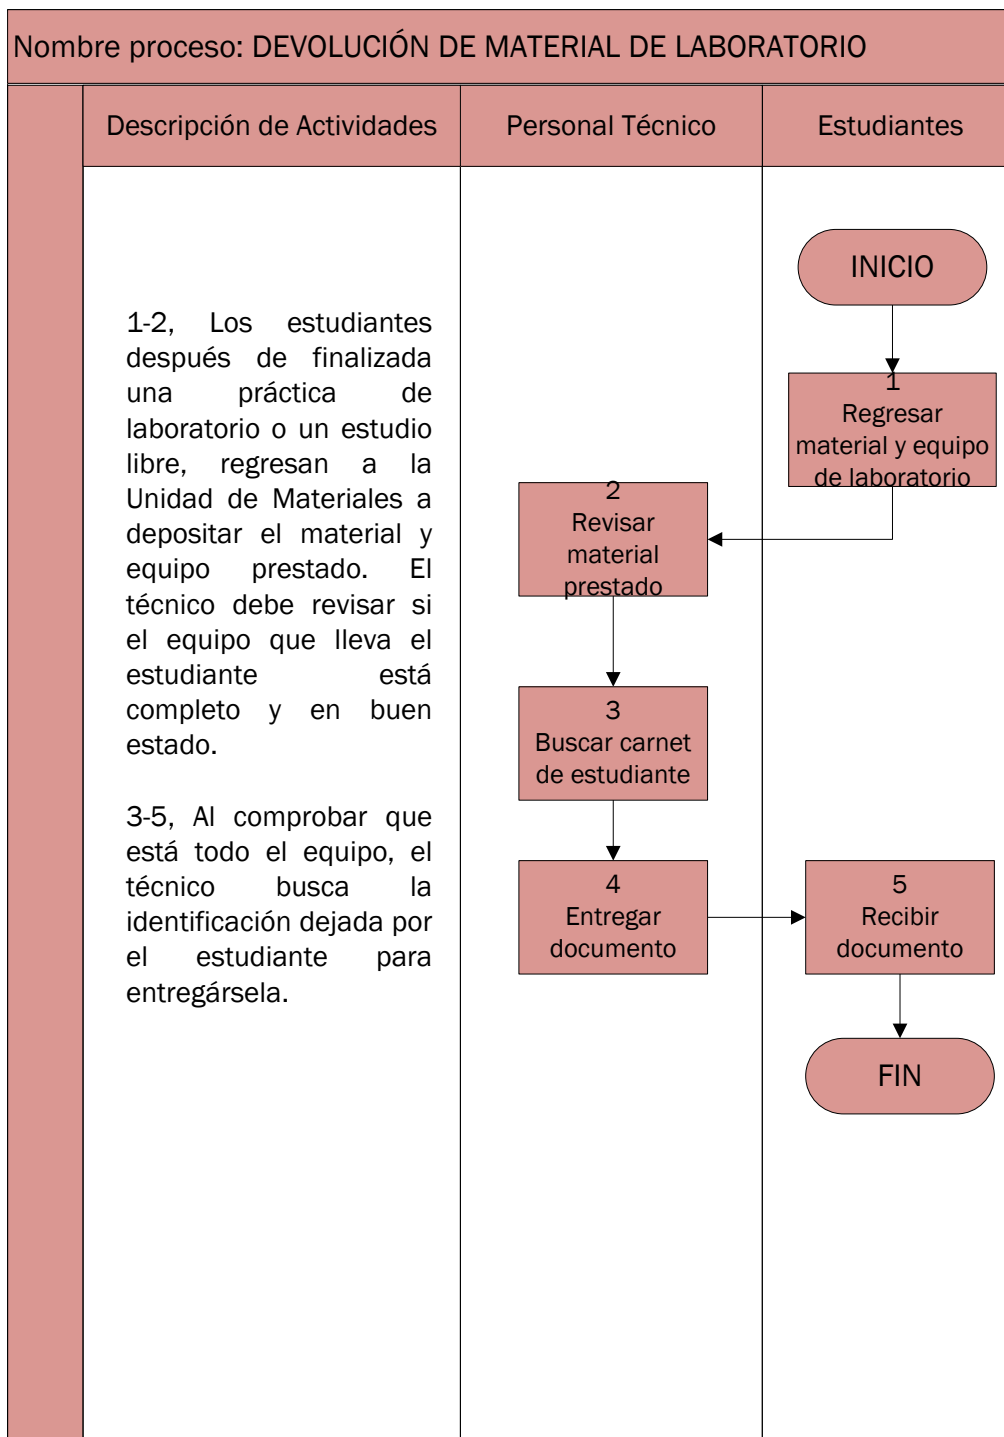 Nombre proceso: DEVOLUCIÓN DE MATERIAL DE LABORATORIO
Descripción de Actividades
Personal Técnico
Estudiantes
1-2, Los estudiantes
después de finalizada
una práctica de
laboratorio o un estudio
libre, regresan a la
Unidad de Materiales a
depositar el material y
equipo prestado. El
técnico debe revisar si
el equipo que lleva el
estudiante está
completo y en buen
estado.
3-5, Al comprobar que
está todo el equipo, el
técnico busca la
identificación dejada por
el estudiante para
entregársela.
INICIO
1
Regresar
material y equipo
de laboratorio
2
Revisar
material
prestado
3
Buscar carnet
de estudiante
4
Entregar
documento
5
Recibir
documento
FIN